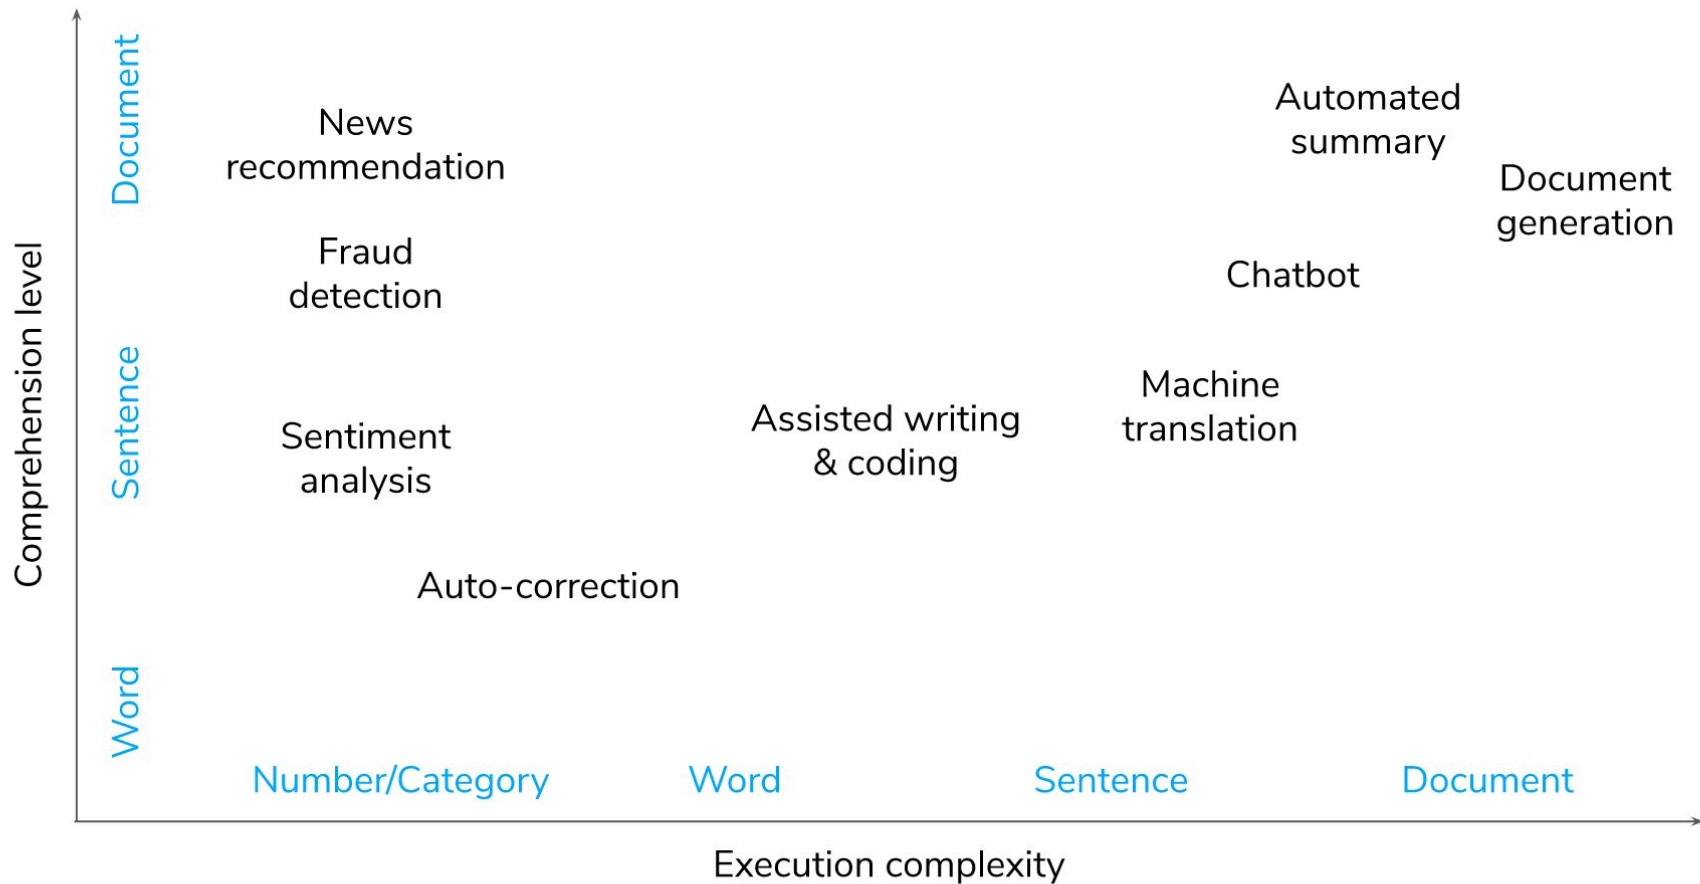 Document
Sentence
Word
Comprehension level
News
recommendation
Fraud
detection
Sentiment
analysis
Auto-correction
Assisted writing
& coding
Machine
translation
Chatbot
Automated
summary
Document
generation
Number/Category
Word
Sentence
Document
Execution complexity